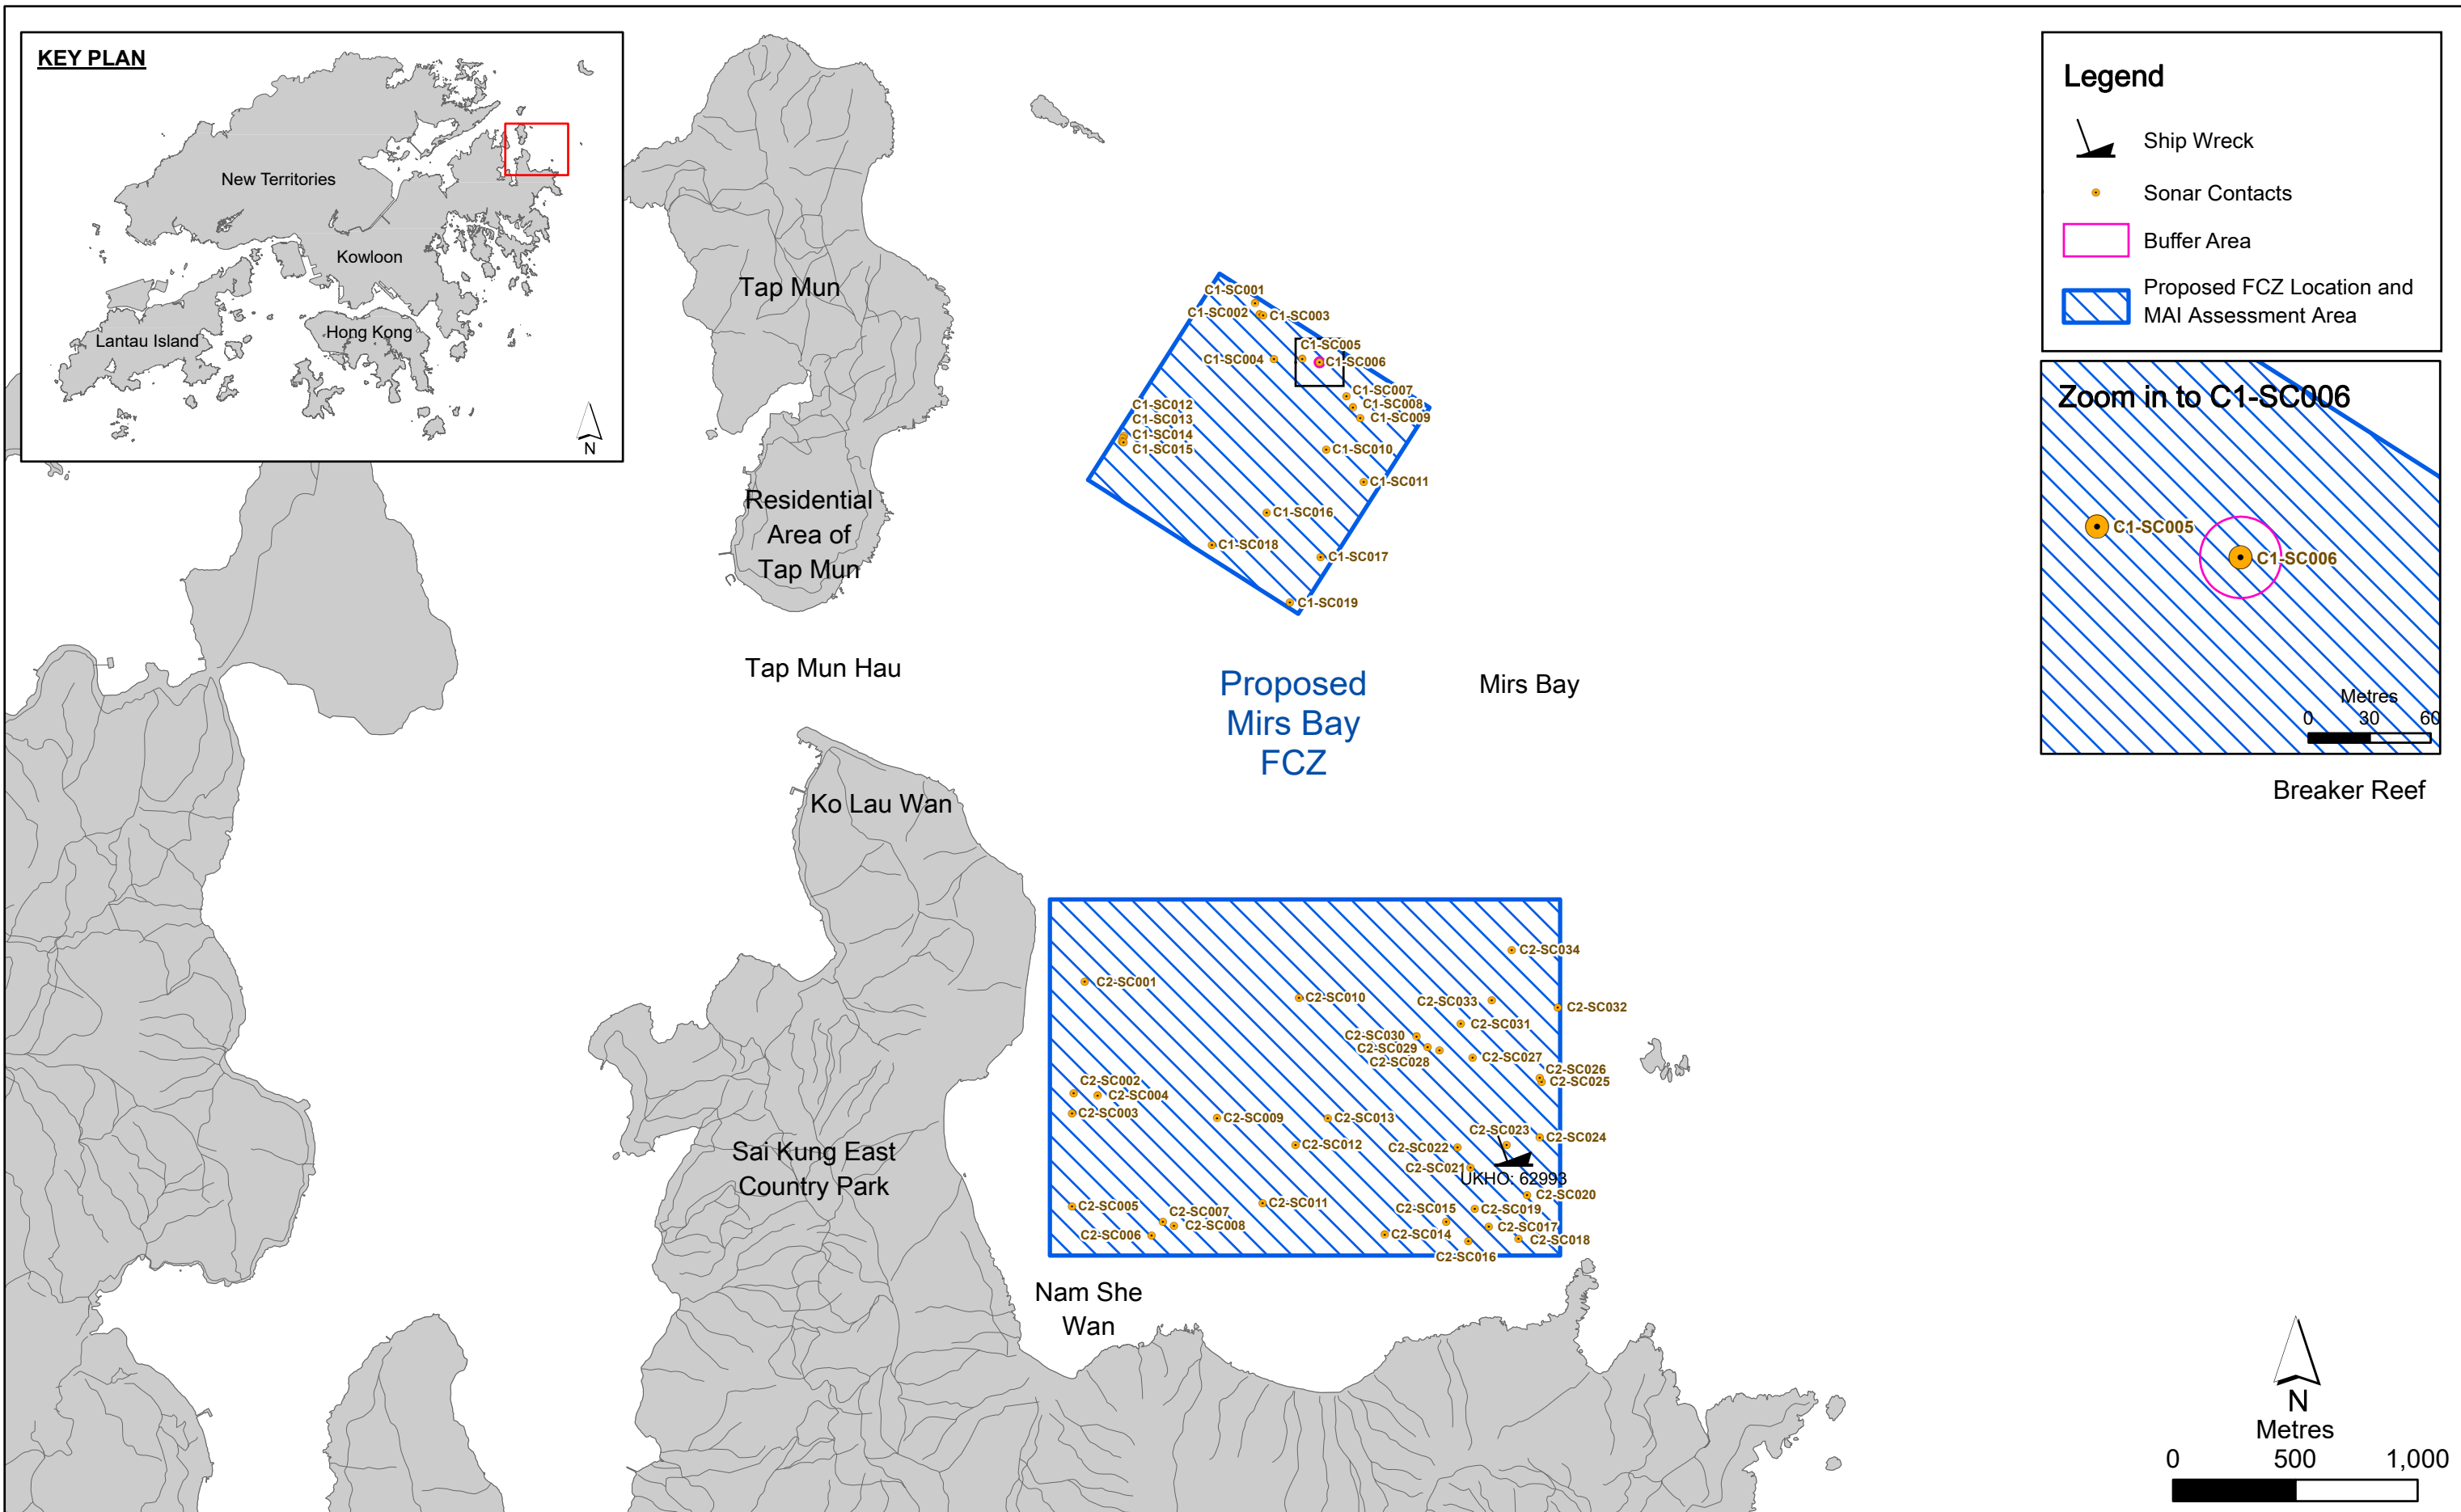 KEY PLAN
New Territories
Kowloon
Hong Kong
Lantau Island
N
Legend
Ship Wreck
Sonar Contacts
Buffer Area
Proposed FCZ Location and
MAI Assessment Area
Zoom in to C1-SC006
C1-SC005
C1-SC006
Metres
0 30 60
Breaker Reef
Tap Mun
Residential
Area of
Tap Mun
Tap Mun Hau
Ko Lau Wan
Sai Kung East
Country Park
Nam She
Wan
Proposed
Mirs Bay
FCZ
Mirs Bay
C1-SC001
C1-SC002
C1-SC003
C1-SC005
C1-SC004
C1-SC006
C1-SC007
C1-SC008
C1-SC009
C1-SC012
C1-SC013
C1-SC014
C1-SC015
C1-SC010
C1-SC011
C1-SC016
C1-SC018
C1-SC017
C1-SC019
C2-SC034
C2-SC001
C2-SC010
C2-SC033
C2-SC032
C2-SC031
C2-SC030
C2-SC029
C2-SC028
C2-SC027
C2-SC026
C2-SC025
C2-SC002
C2-SC004
C2-SC003
C2-SC009
C2-SC013
C2-SC012
C2-SC023
C2-SC024
C2-SC022
C2-SC021
UKHO: 62993
C2-SC020
C2-SC005
C2-SC007
C2-SC008
C2-SC006
C2-SC011
C2-SC015
C2-SC019
C2-SC014
C2-SC017
C2-SC018
C2-SC016
N
Metres
0 500 1,000